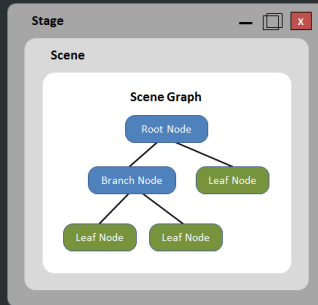 Stage
X
Scene
Scene Graph
Root Node
Branch Node
Leaf Node
Leaf Node
Leaf Node